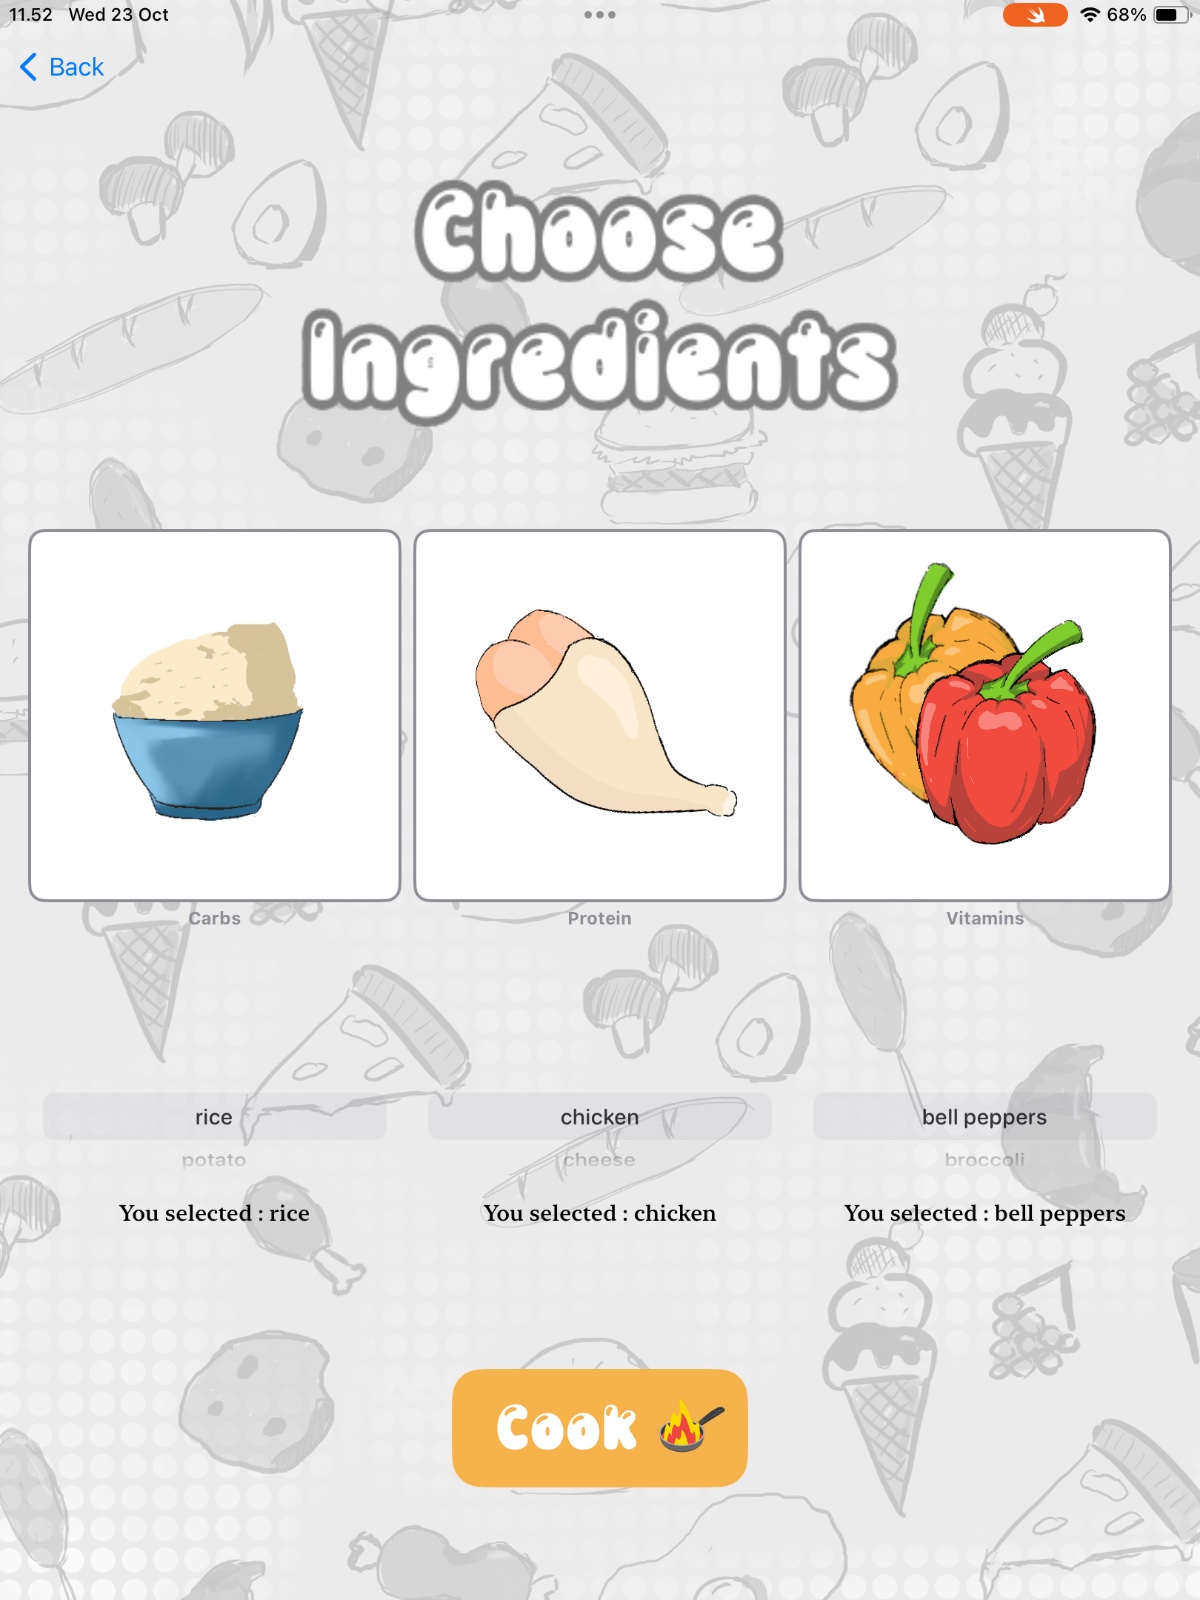 11.52 Wed 23 Oct
68%
Back
Choose
Ingredients
Carbs
Protein
Vitamins
rice
chicken
bell peppers
potato
cheese
broccoli
You selected : rice
You selected : chicken
You selected : bell peppers
Cook